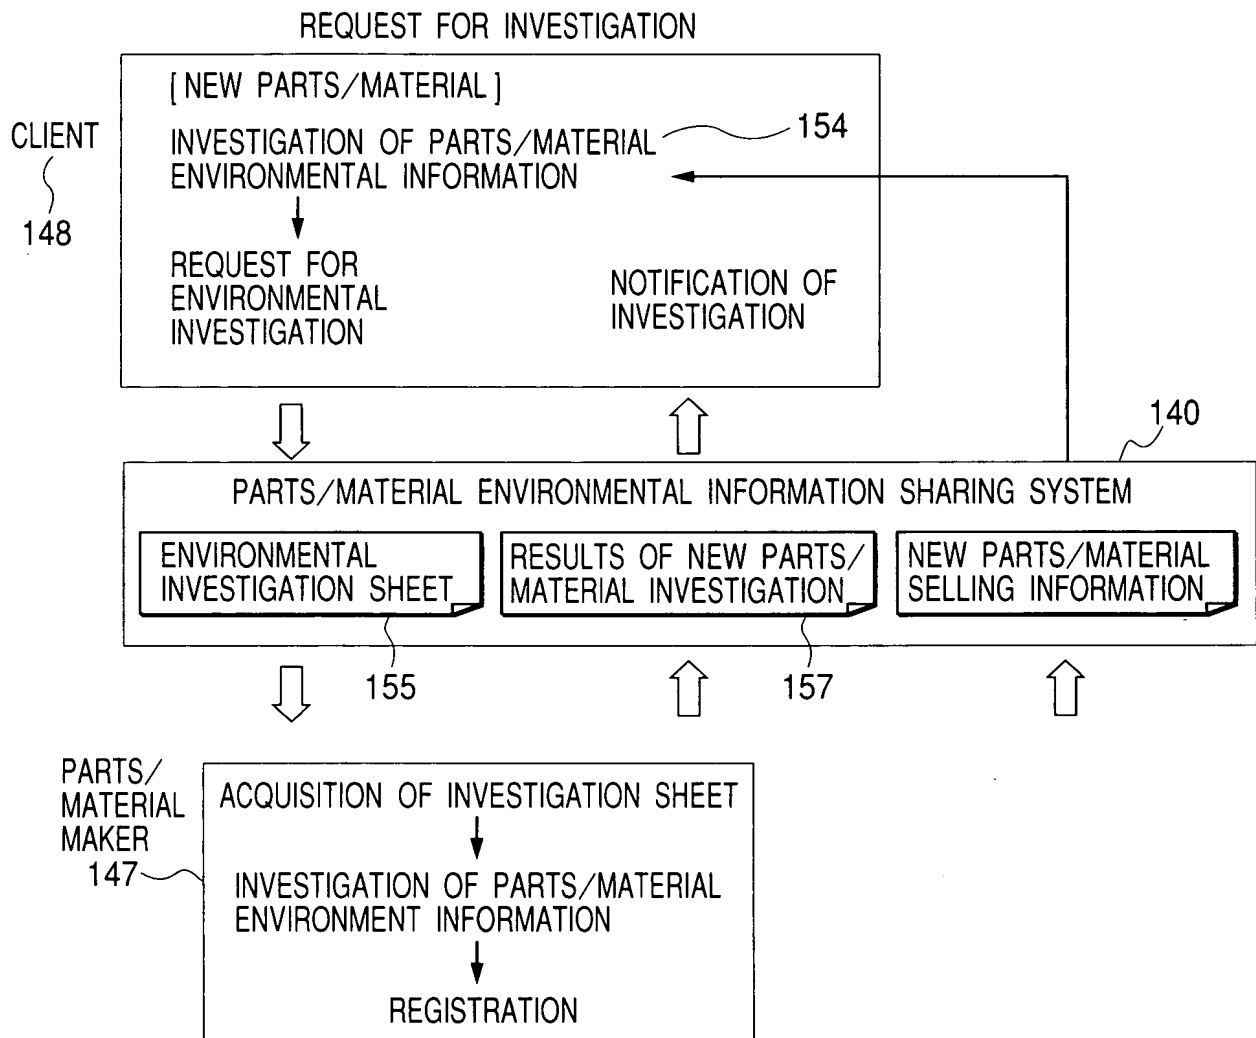 REQUEST FOR INVESTIGATION
[NEW PARTS/MATERIAL]
INVESTIGATION OF PARTS/MATERIAL
ENVIRONMENTAL INFORMATION
154
CLIENT
148
REQUEST FOR
ENVIRONMENTAL
INVESTIGATION
NOTIFICATION OF
INVESTIGATION
140
PARTS/MATERIAL ENVIRONMENTAL INFORMATION SHARING SYSTEM
ENVIRONMENTAL
INVESTIGATION SHEET
RESULTS OF NEW PARTS/
MATERIAL INVESTIGATION
NEW PARTS/MATERIAL
SELLING INFORMATION
155
157
PARTS/
MATERIAL
MAKER
147
ACQUISITION OF INVESTIGATION SHEET
INVESTIGATION OF PARTS/MATERIAL
ENVIRONMENT INFORMATION
REGISTRATION